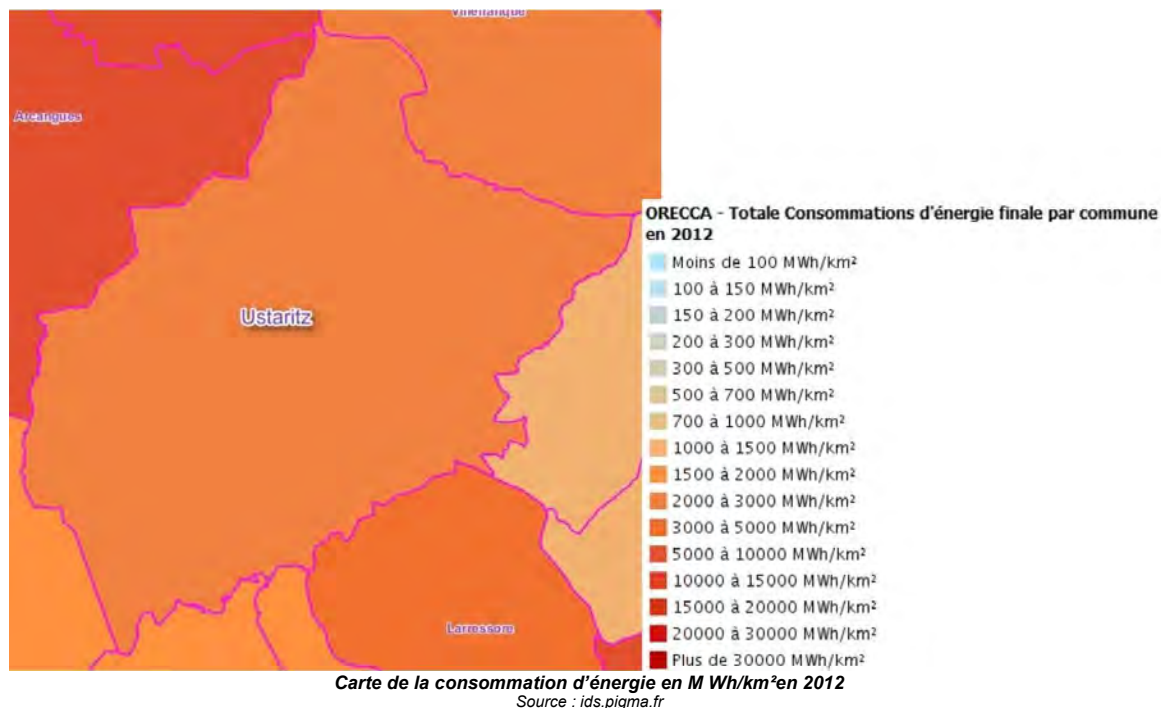 Villefranque
Arcangues
Ustaritz
Larressore
ORECCA - Totale Consommations d'énergie finale par commune
en 2012
Moins de 100 MWh/km²
100 à 150 MWh/km²
150 à 200 MWh/km²
200 à 300 MWh/km²
300 à 500 MWh/km²
500 à 700 MWh/km²
700 à 1000 MWh/km²
1000 à 1500 MWh/km²
1500 à 2000 MWh/km²
2000 à 3000 MWh/km²
3000 à 5000 MWh/km²
5000 à 10000 MWh/km²
10000 à 15000 MWh/km²
15000 à 20000 MWh/km²
20000 à 30000 MWh/km²
Plus de 30000 MWh/km²
Carte de la consommation d'énergie en M Wh/km²en 2012
Source : ids.pigma.fr